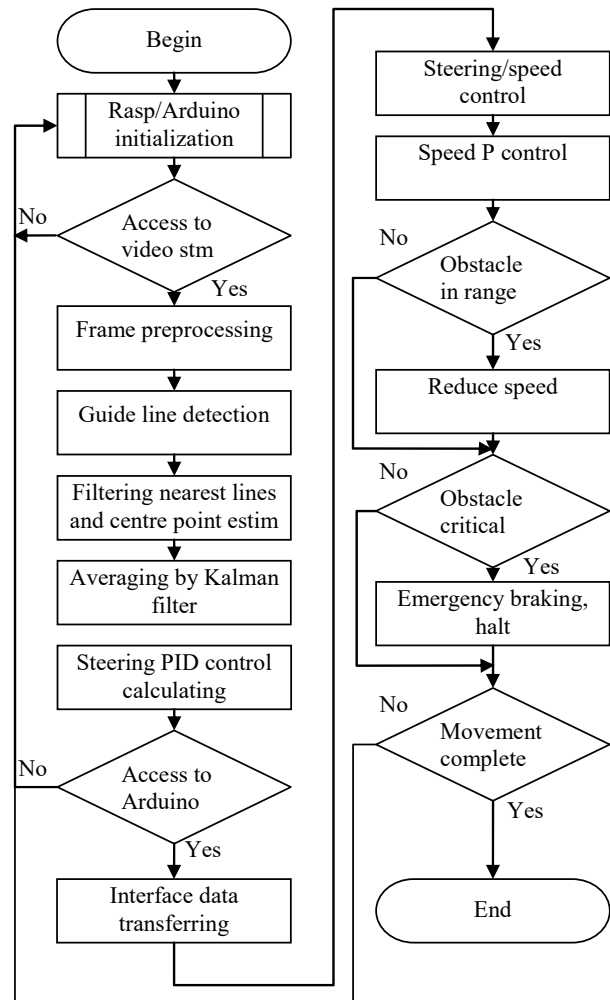 Begin
Rasp/Arduino
initialization
No
Access to
video stm
Yes
Frame preprocessing
Guide line detection
Filtering nearest lines
and centre point estim
Averaging by Kalman
filter
Steering PID control
calculating
No
Access to
Arduino
Yes
Interface data
transferring
Steering/speed
control
Speed P control
No
Obstacle
in range
Yes
Reduce speed
No
Obstacle
critical
Yes
Emergency braking,
halt
No
Movement
complete
Yes
End